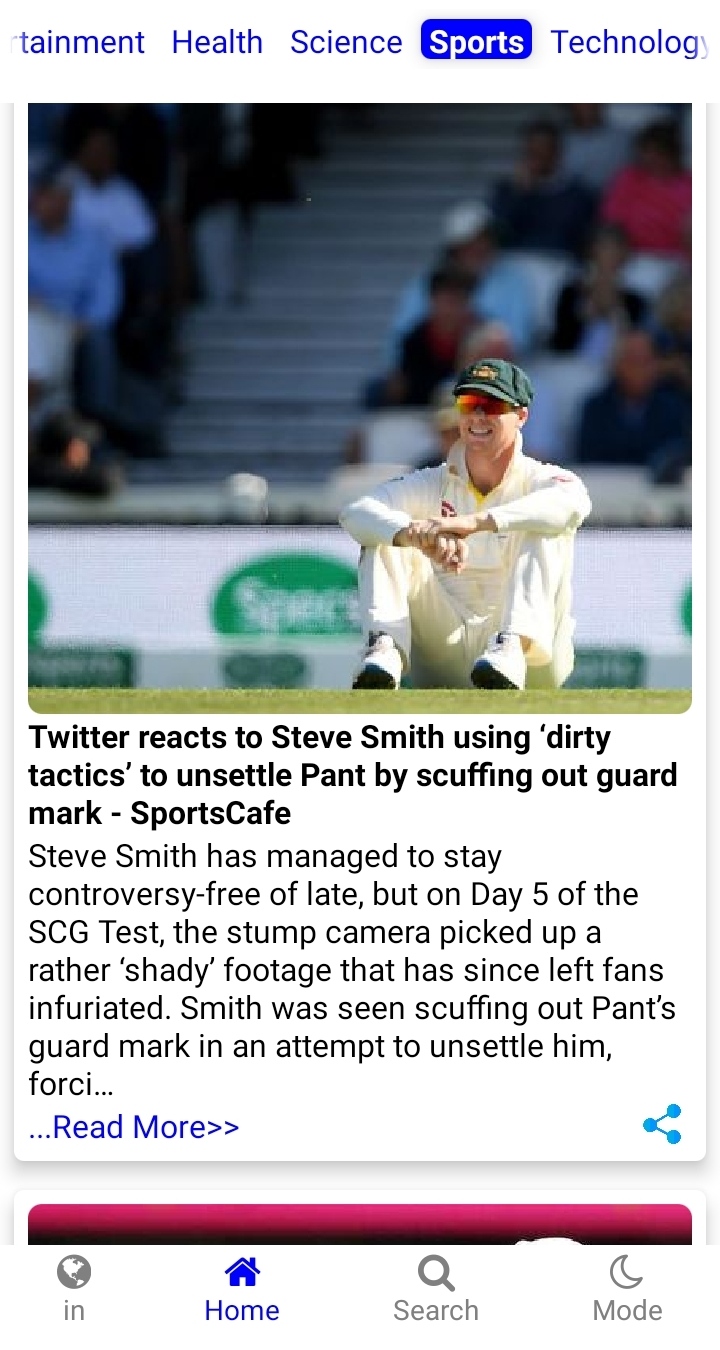 rtainment Health Science Sports Technology
Specs
Twitter reacts to Steve Smith using ‘dirty
tactics’ to unsettle Pant by scuffing out guard
mark - SportsCafe
Steve Smith has managed to stay
controversy-free of late, but on Day 5 of the
SCG Test, the stump camera picked up a
rather ‘shady’ footage that has since left fans
infuriated. Smith was seen scuffing out Pant’s
guard mark in an attempt to unsettle him,
forci…
...Read More>>
in Home Search Mode